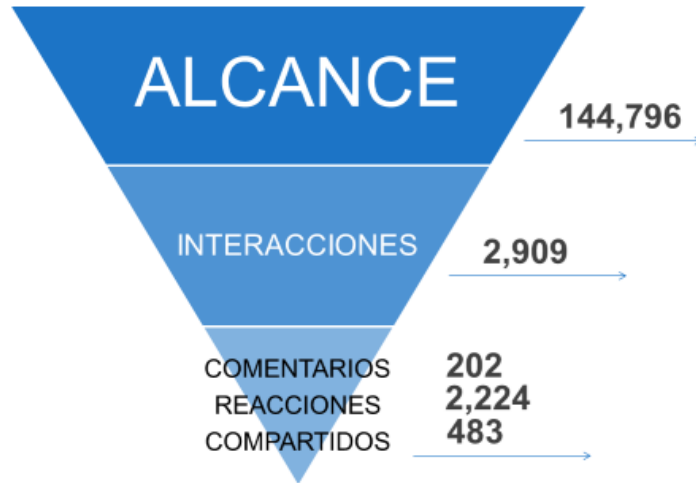 ALCANCE
144,796
INTERACCIONES
2,909
COMENTARIOS 202
REACCIONES 2,224
COMPARTIDOS 483